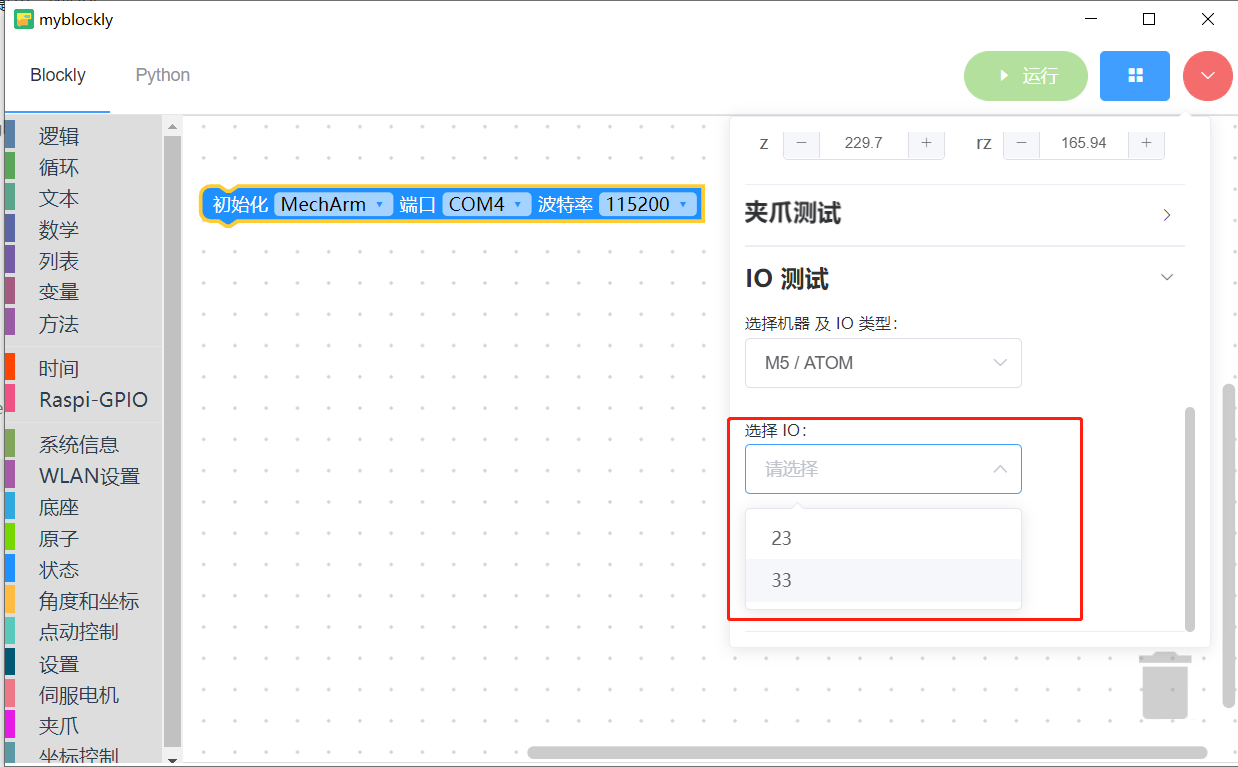 myblockly
Blockly
Python
运行
逻辑
循环
文本
数学
列表
变量
方法
时间
Raspi-GPIO
系统信息
WLAN设置
底座
原子
状态
角度和坐标
点动控制
设置
伺服电机
夹爪
坐标控制
初始化 MechArm 端口 COM4 波特率 115200
z − 229.7 + rz − 165.94 +
夹爪测试
IO 测试
选择机器 及 IO 类型:
M5 / ATOM
选择 IO:
请选择
23
33